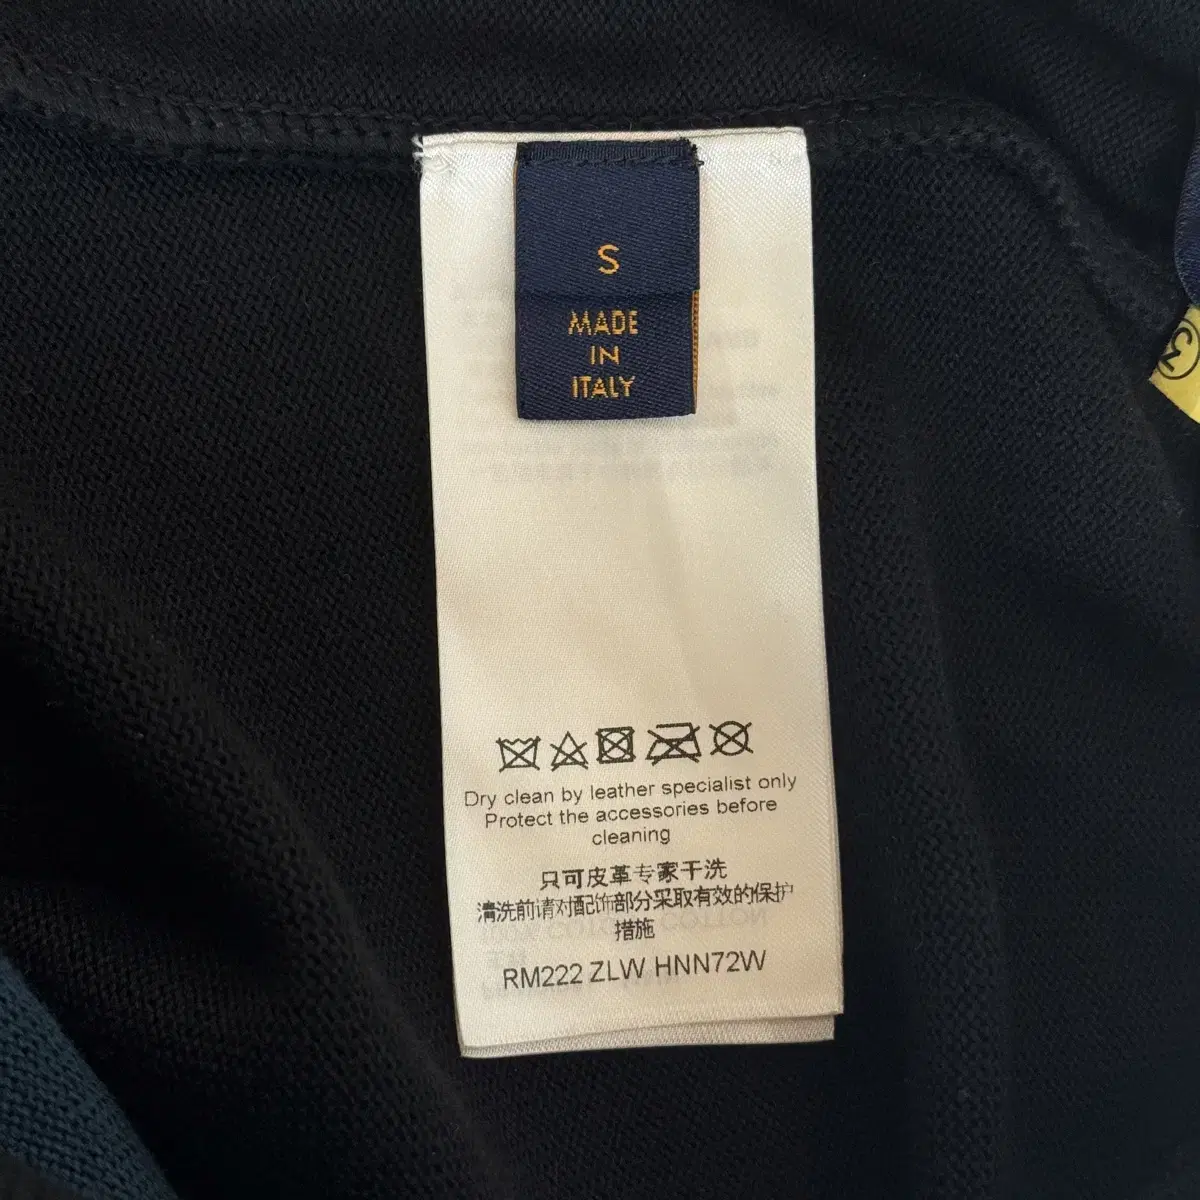 S
MADE
IN
ITALY
Dry clean by leather specialist only
Protect the accessories before
cleaning
只可皮革专家干洗
清洗前请对配饰部分采取有效的保护
措施
RM222 ZLW HNN72W